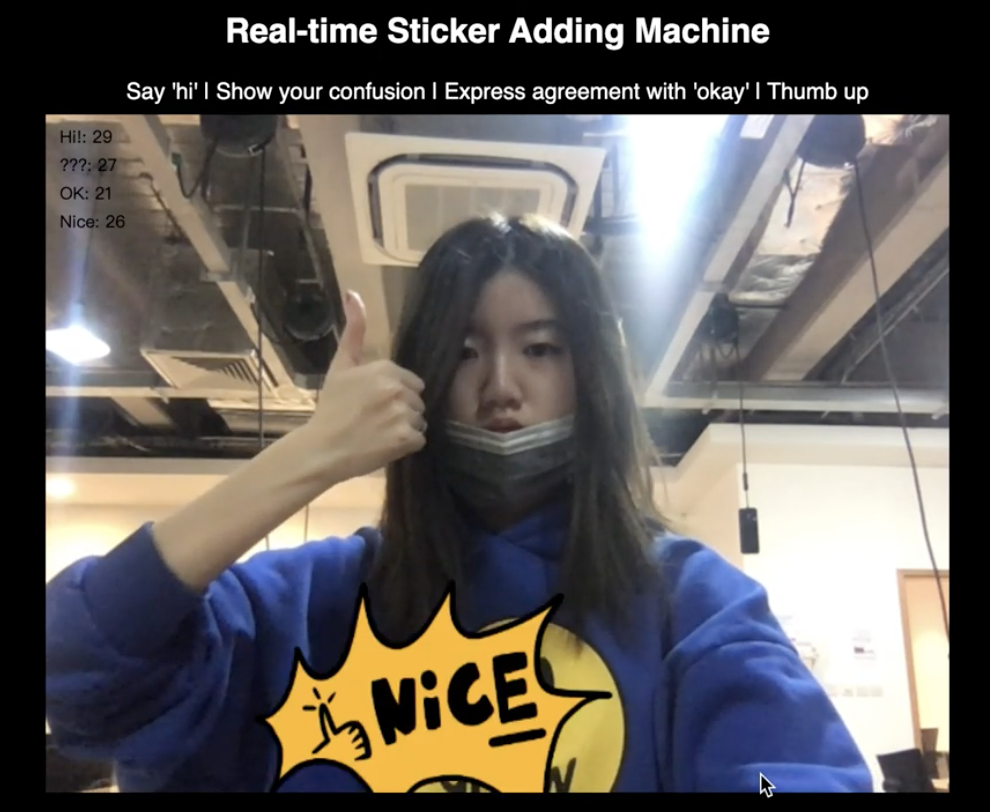 Real-time Sticker Adding Machine
Say 'hi' | Show your confusion | Express agreement with 'okay' | Thumb up
Hi!: 29
???: 27
OK: 21
Nice: 26
NiCE